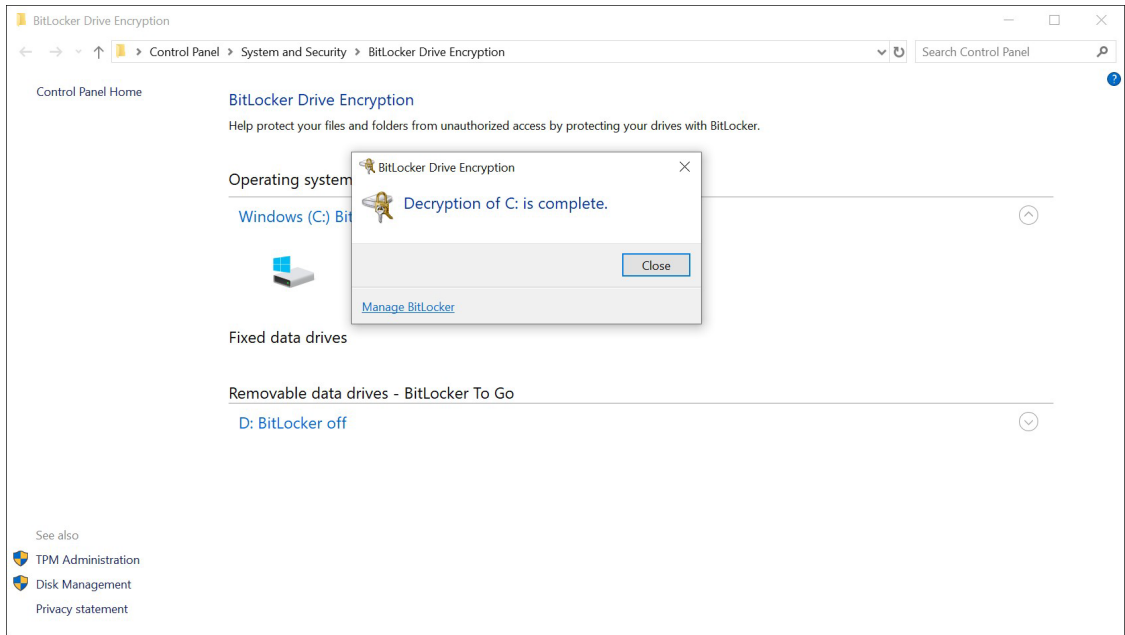 BitLocker Drive Encryption
Control Panel > System and Security > BitLocker Drive Encryption
Search Control Panel
?
Control Panel Home
BitLocker Drive Encryption
Help protect your files and folders from unauthorized access by protecting your drives with BitLocker.
Operating system
Windows (C:) Bit
BitLocker Drive Encryption
Decryption of C: is complete.
Close
Manage BitLocker
Fixed data drives
Removable data drives - BitLocker To Go
D: BitLocker off
See also
TPM Administration
Disk Management
Privacy statement